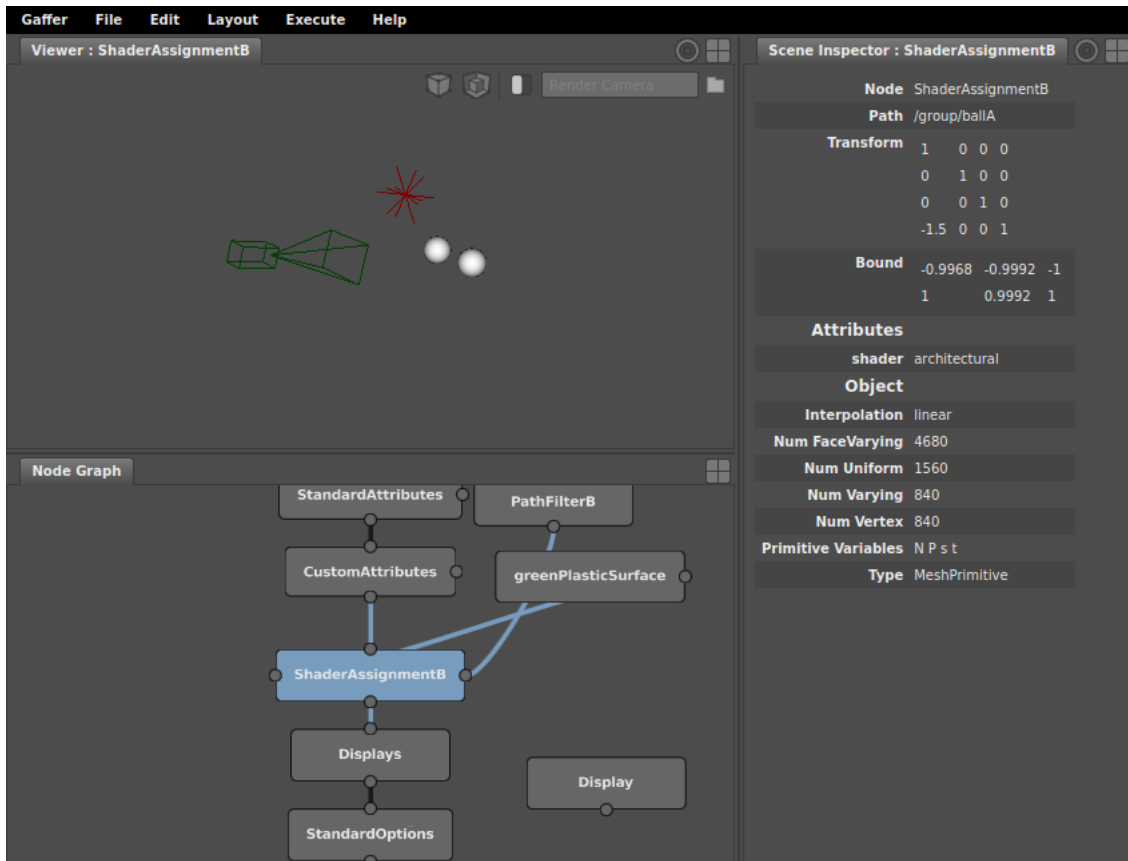 Gaffer File Edit Layout Execute Help
Viewer : ShaderAssignmentB
Render Camera
Node Graph
StandardAttributes
PathFilterB
CustomAttributes
greenPlasticSurface
ShaderAssignmentB
Displays
Display
StandardOptions
Scene Inspector : ShaderAssignmentB
Node ShaderAssignmentB
Path /group/ballA
Transform 1 0 0 0
0 1 0 0
0 0 1 0
-1.5 0 0 1
Bound -0.9968 -0.9992 -1
1 0.9992 1
Attributes
shader architectural
Object
Interpolation linear
Num FaceVarying 4680
Num Uniform 1560
Num Varying 840
Num Vertex 840
Primitive Variables N P s t
Type MeshPrimitive